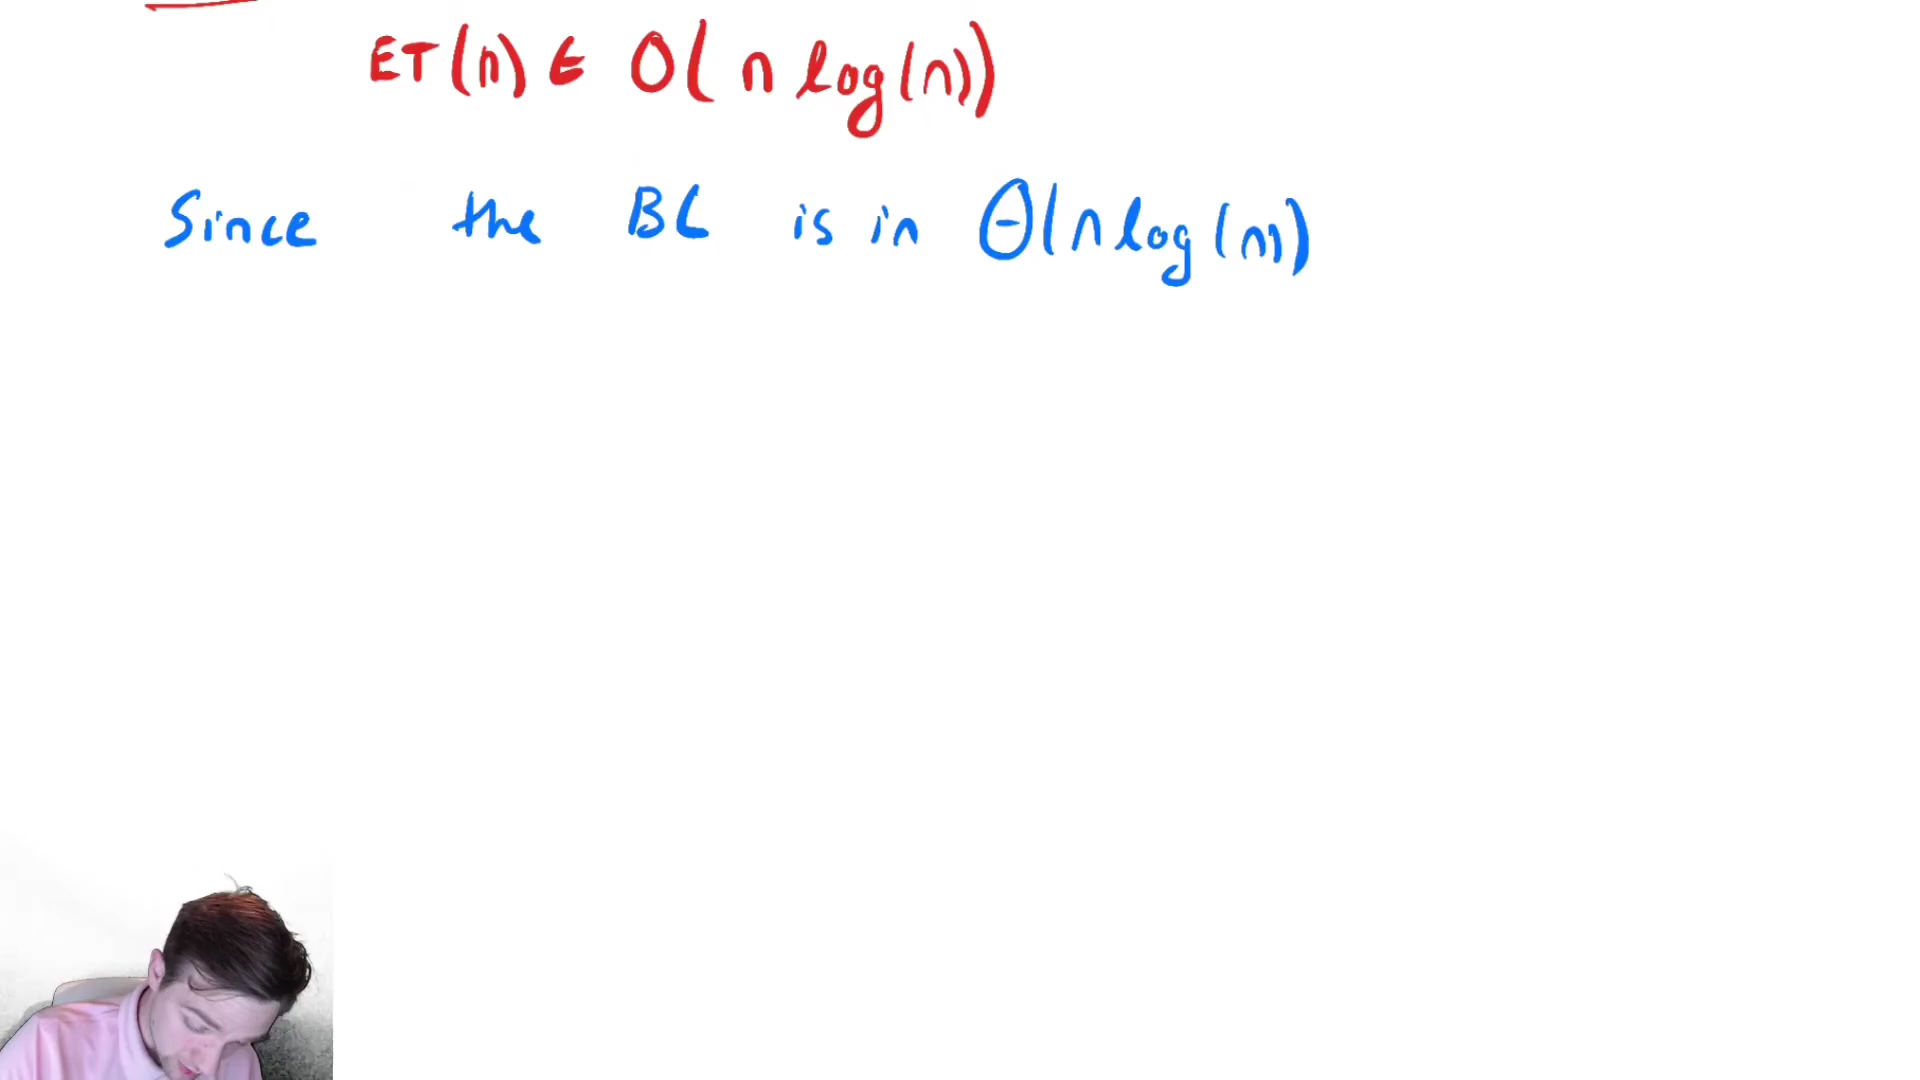 ET(n) ∈ O(n log(n))
Since the BC is in Θ(n log(n))